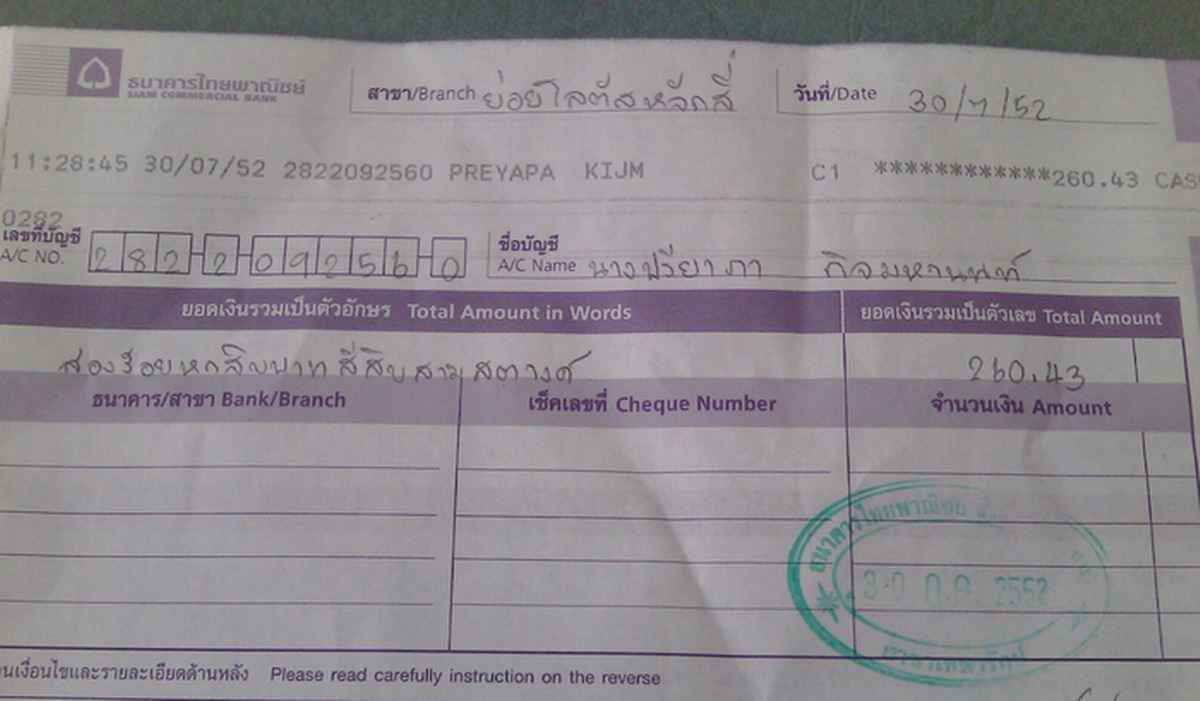 ธนาคารไทยพาณิชย์
SIAM COMMERCIAL BANK
สาขา/Branch ย่อยโลตัสหลักสี่
วันที่/Date 30/7/52
11:28:45 30/07/52 2822092560 PREYAPA KIJM C1 ************260.43 CAS
0282
เลขที่บัญชี
A/C NO. 282-2-09256-0
ชื่อบัญชี
A/C Name นางปรียาภา กิจมหานนท์
ยอดเงินรวมเป็นตัวอักษร Total Amount in Words
ยอดเงินรวมเป็นตัวเลข Total Amount
สองร้อยหกสิบบาทสี่สิบสามสตางค์
260.43
ธนาคาร/สาขา Bank/Branch
เช็คเลขที่ Cheque Number
จำนวนเงิน Amount
ธนาคารไทยพาณิชย์
30 ก.ค. 2552
นเงื่อนไขและรายละเอียดด้านหลัง Please read carefully instruction on the reverse